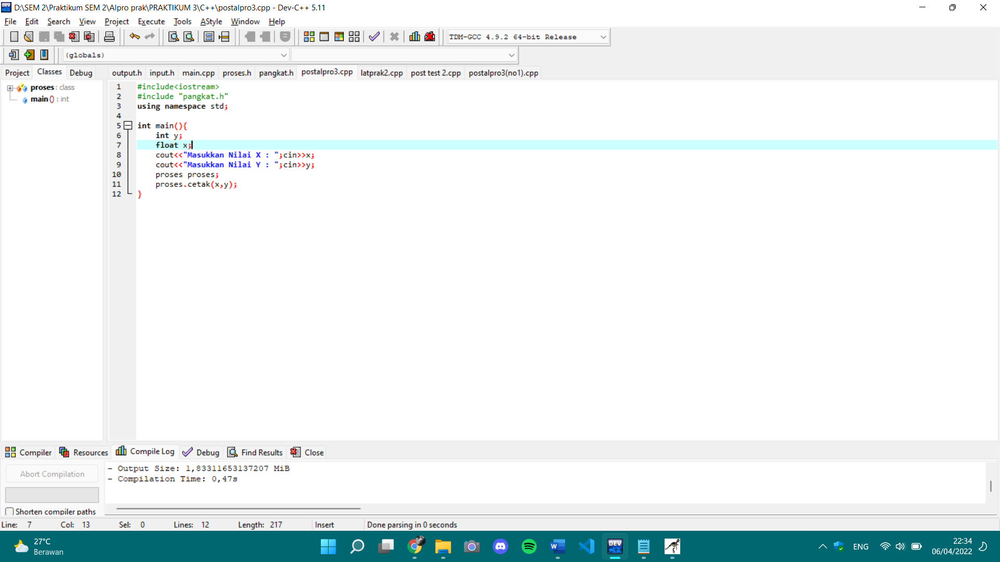 D:\SEM 2\Praktikum SEM 2\Alpro prak\PRAKTIKUM 3\C++\postalpro3.cpp - Dev-C++ 5.11
File Edit Search View Project Execute Tools AStyle Window Help
TDM-GCC 4.9.2 64-bit Release
(globals)
Project Classes Debug output.h input.h main.cpp proses.h pangkat.h postalpro3.cpp latprak2.cpp post test 2.cpp postalpro3(no1).cpp
proses : class
main () : int
1 #include<iostream>
2 #include "pangkat.h"
3 using namespace std;
4
5 int main(){
6 int y;
7 float x;
8 cout<<"Masukkan Nilai X : ";cin>>x;
9 cout<<"Masukkan Nilai Y : ";cin>>y;
10 proses proses;
11 proses.cetak(x,y);
12 }
Compiler Resources Compile Log Debug Find Results Close
Abort Compilation
Shorten compiler paths
- Output Size: 1,83311653137207 MiB
- Compilation Time: 0,47s
Line: 7 Col: 13 Sel: 0 Lines: 12 Length: 217 Insert Done parsing in 0 seconds
27°C
Berawan
W
DEV
C++
ENG
22:34
06/04/2022